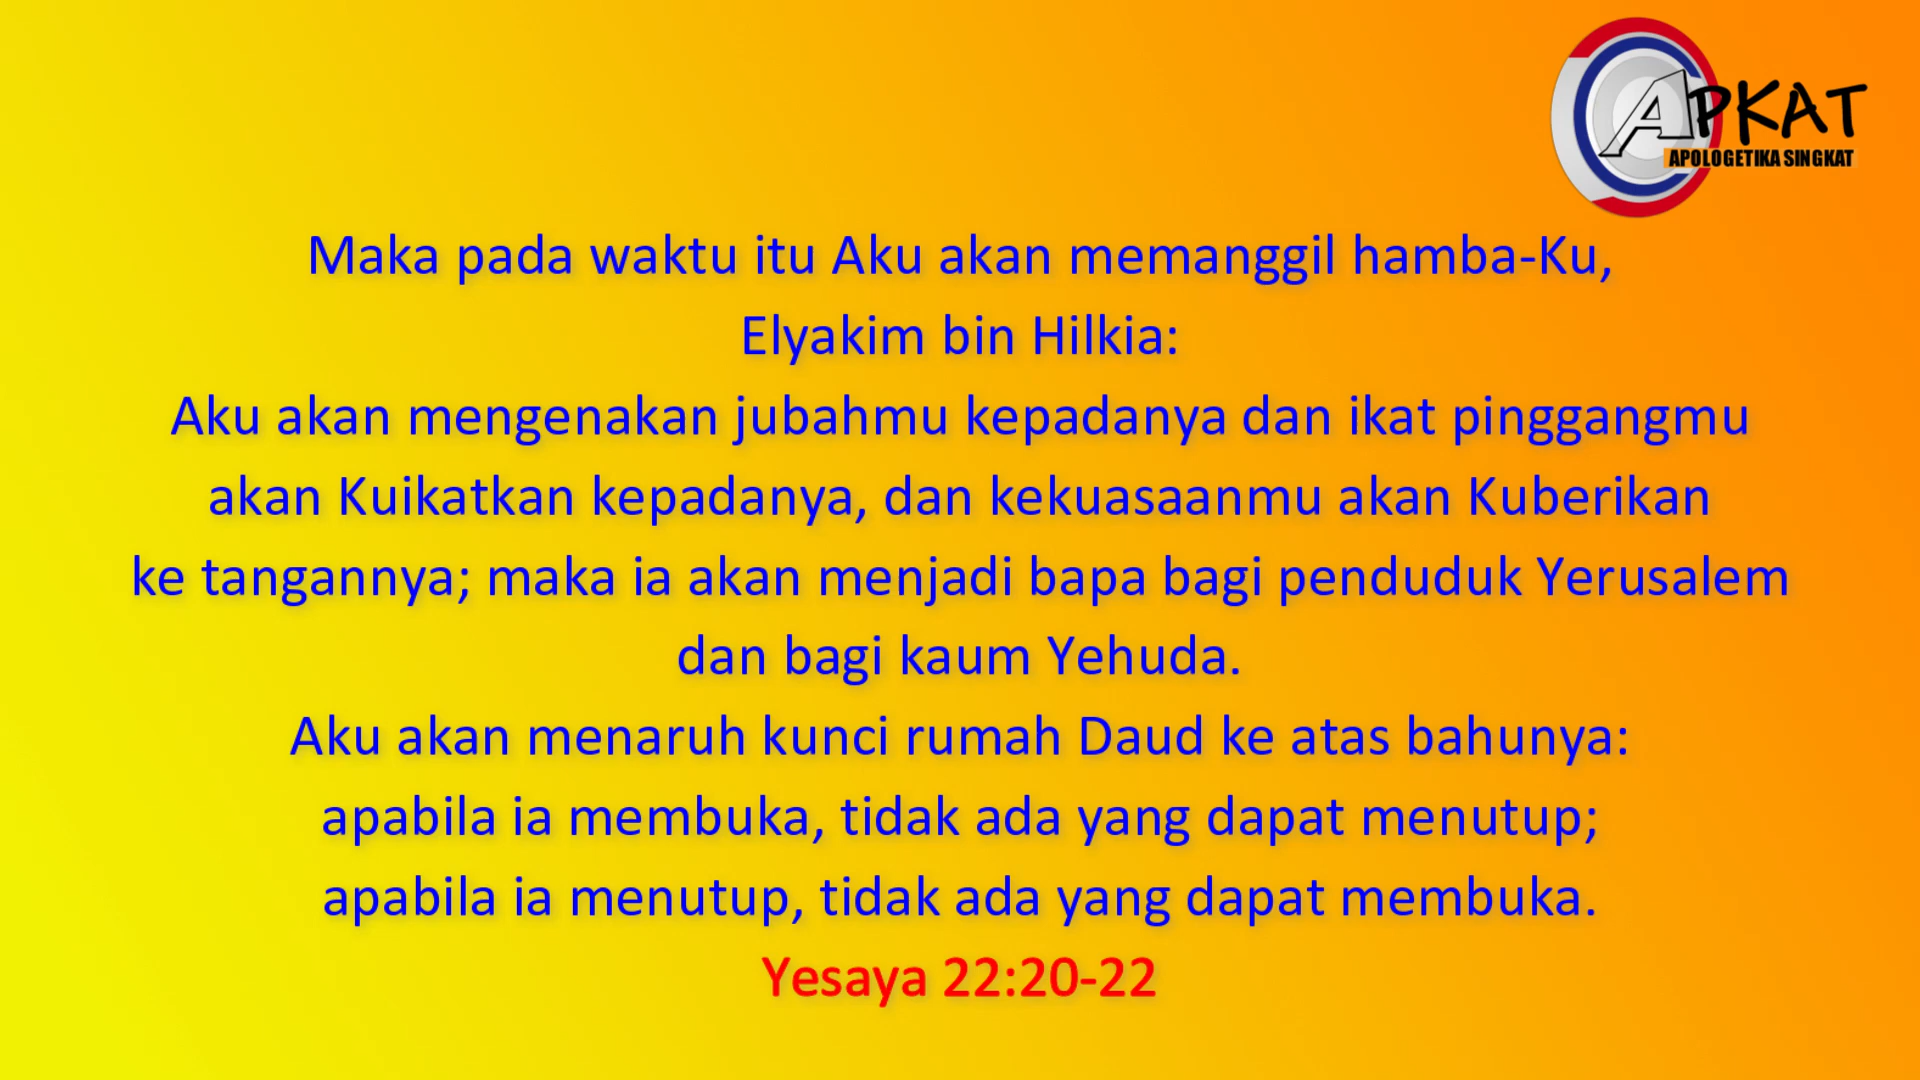 APKAT
APOLOGETIKA SINGKAT
Maka pada waktu itu Aku akan memanggil hamba-Ku,
Elyakim bin Hilkia:
Aku akan mengenakan jubahmu kepadanya dan ikat pinggangmu
akan Kuikatkan kepadanya, dan kekuasaanmu akan Kuberikan
ke tangannya; maka ia akan menjadi bapa bagi penduduk Yerusalem
dan bagi kaum Yehuda.
Aku akan menaruh kunci rumah Daud ke atas bahunya:
apabila ia membuka, tidak ada yang dapat menutup;
apabila ia menutup, tidak ada yang dapat membuka.
Yesaya 22:20-22